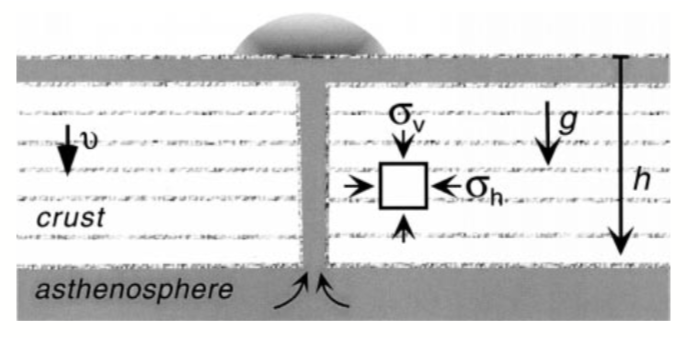 σv
g
υ
σh
h
crust
asthenosphere